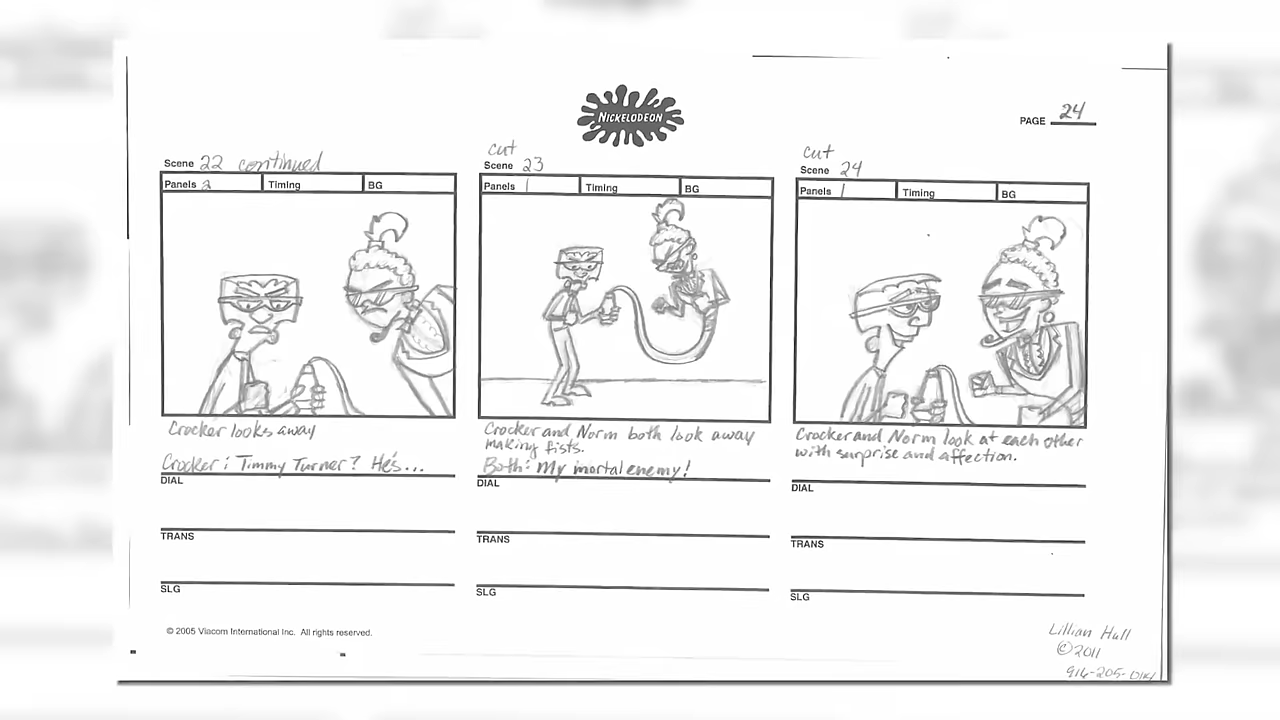 NICKELODEON
PAGE 24
Scene 22 continued
Panels 2 Timing BG
Crocker looks away
Crocker: Timmy Turner? He's...
DIAL
TRANS
SLG
cut
Scene 23
Panels 1 Timing BG
Crocker and Norm both look away
making fists.
Both: My mortal enemy!
DIAL
TRANS
SLG
cut
Scene 24
Panels 1 Timing BG
Crocker and Norm look at each other
with surprise and affection.
DIAL
TRANS
SLG
© 2005 Viacom International Inc. All rights reserved.
Lillian Hull
©2011
916-205-